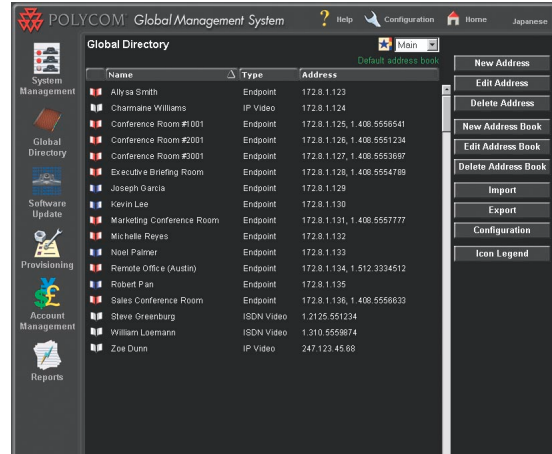 POLYCOM Global Management System ? Help Configuration Home Japanese
Global Directory Main
Default address book
Name Type Address
Allysa Smith Endpoint 172.8.1.123
Charmaine Williams IP Video 172.8.1.124
Conference Room #1001 Endpoint 172.8.1.125, 1.408.5556541
Conference Room #2001 Endpoint 172.8.1.126, 1.408.5551234
Conference Room #3001 Endpoint 172.8.1.127, 1.408.5553697
Executive Briefing Room Endpoint 172.8.1.128, 1.408.5554789
Joseph Garcia Endpoint 172.8.1.129
Kevin Lee Endpoint 172.8.1.130
Marketing Conference Room Endpoint 172.8.1.131, 1.408.5557777
Michelle Reyes Endpoint 172.8.1.132
Noel Palmer Endpoint 172.8.1.133
Remote Office (Austin) Endpoint 172.8.1.134, 1.512.3334512
Robert Pan Endpoint 172.8.1.135
Sales Conference Room Endpoint 172.8.1.136, 1.408.5556633
Steve Greenburg ISDN Video 1.2125.551234
William Loemann ISDN Video 1.310.5559874
Zoe Dunn IP Video 247.123.45.68
System
Management
Global
Directory
Software
Update
Provisioning
Account
Management
Reports
New Address
Edit Address
Delete Address
New Address Book
Edit Address Book
Delete Address Book
Import
Export
Configuration
Icon Legend